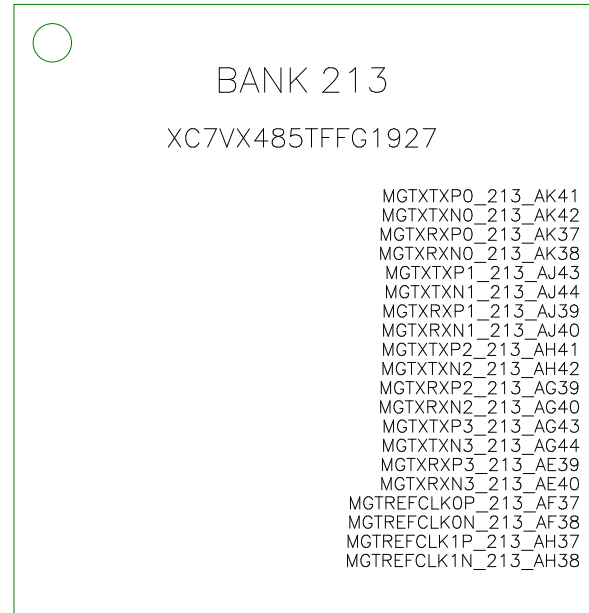 BANK 213
XC7VX485TFFG1927
MGTXTXP0_213_AK41
MGTXTXN0_213_AK42
MGTXRXP0_213_AK37
MGTXRXN0_213_AK38
MGTXTXP1_213_AJ43
MGTXTXN1_213_AJ44
MGTXRXP1_213_AJ39
MGTXRXN1_213_AJ40
MGTXTXP2_213_AH41
MGTXTXN2_213_AH42
MGTXRXP2_213_AG39
MGTXRXN2_213_AG40
MGTXTXP3_213_AG43
MGTXTXN3_213_AG44
MGTXRXP3_213_AE39
MGTXRXN3_213_AE40
MGTREFCLK0P_213_AF37
MGTREFCLK0N_213_AF38
MGTREFCLK1P_213_AH37
MGTREFCLK1N_213_AH38